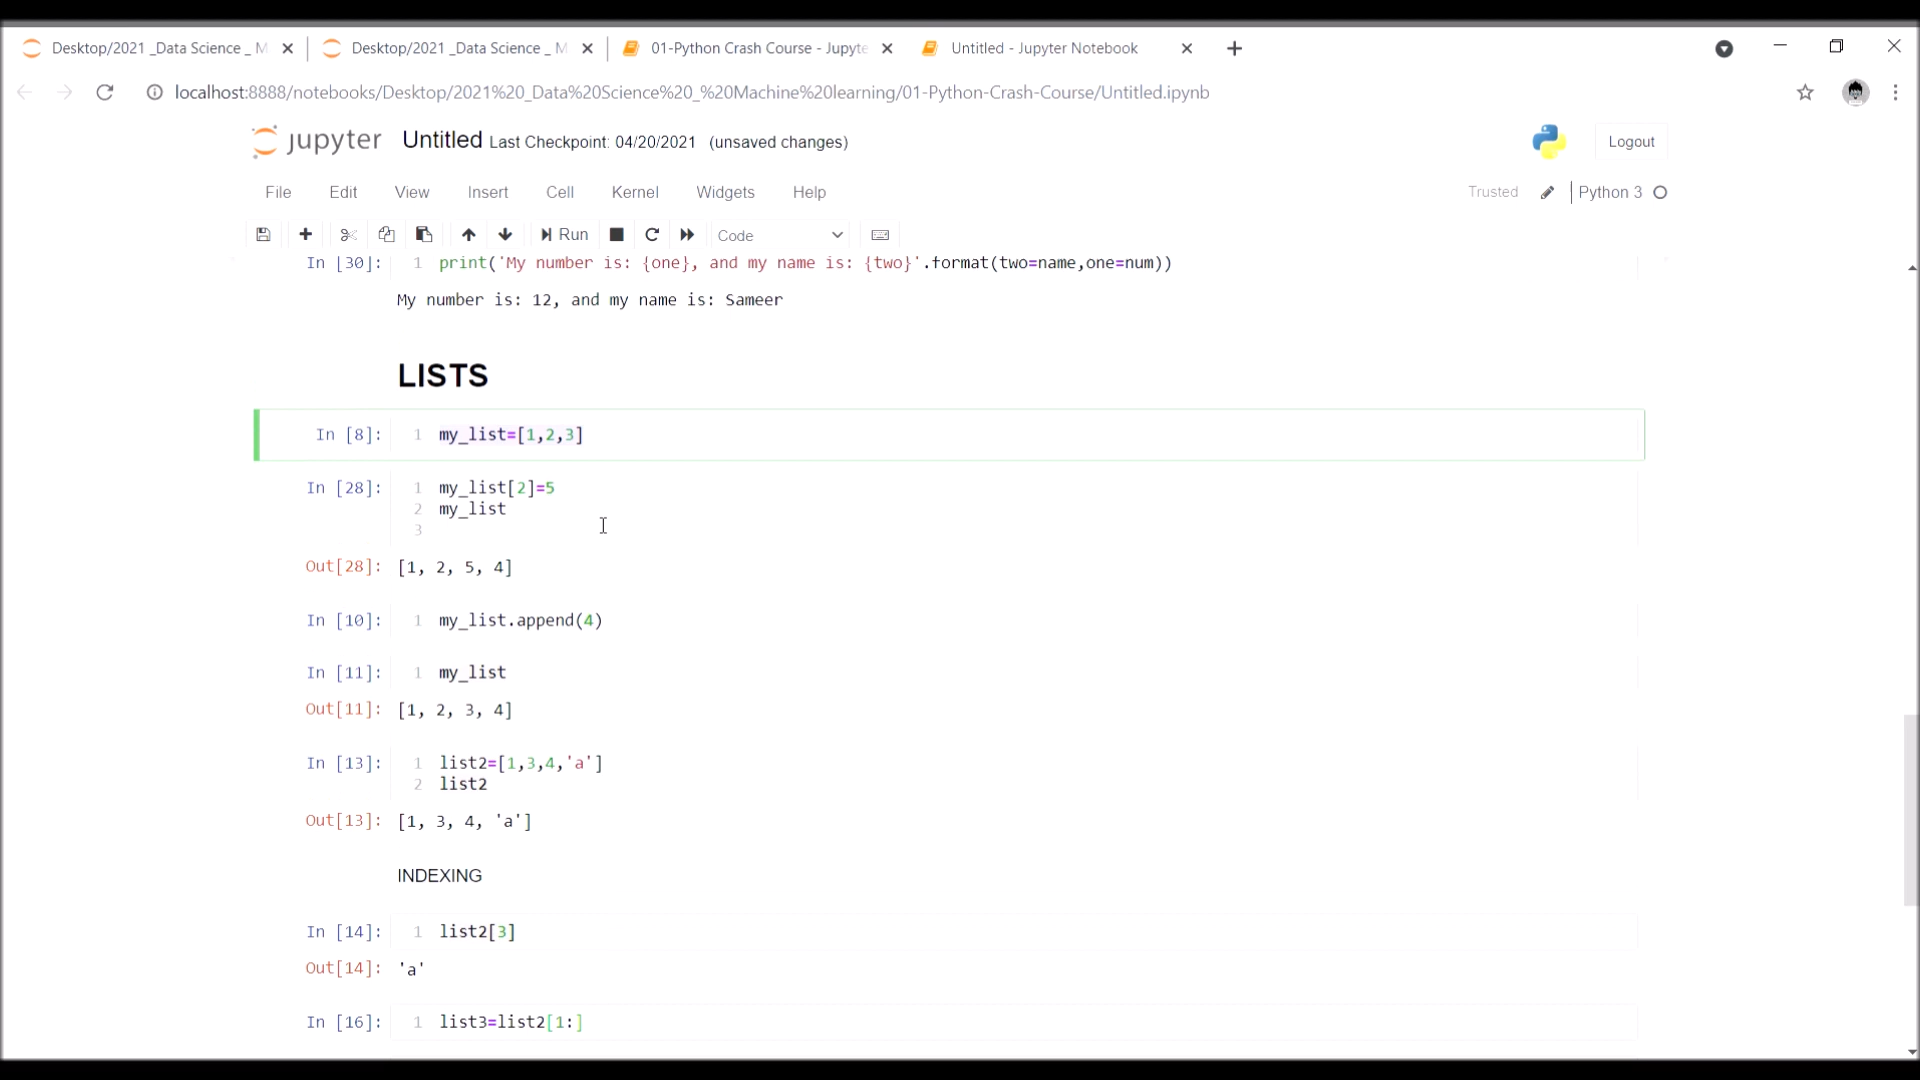 Desktop/2021 _Data Science _ M
Desktop/2021 _Data Science _ M
01-Python Crash Course - Jupyte
Untitled - Jupyter Notebook
localhost:8888/notebooks/Desktop/2021%20_Data%20Science%20_%20Machine%20learning/01-Python-Crash-Course/Untitled.ipynb
jupyter Untitled Last Checkpoint: 04/20/2021 (unsaved changes)
Logout
File Edit View Insert Cell Kernel Widgets Help
Trusted
Python 3
Run
Code
In [30]: 1 print('My number is: {one}, and my name is: {two}'.format(two=name,one=num))
My number is: 12, and my name is: Sameer
LISTS
In [8]: 1 my_list=[1,2,3]
In [28]: 1 my_list[2]=5
2 my_list
3
Out[28]: [1, 2, 5, 4]
In [10]: 1 my_list.append(4)
In [11]: 1 my_list
Out[11]: [1, 2, 3, 4]
In [13]: 1 list2=[1,3,4,'a']
2 list2
Out[13]: [1, 3, 4, 'a']
INDEXING
In [14]: 1 list2[3]
Out[14]: 'a'
In [16]: 1 list3=list2[1:]